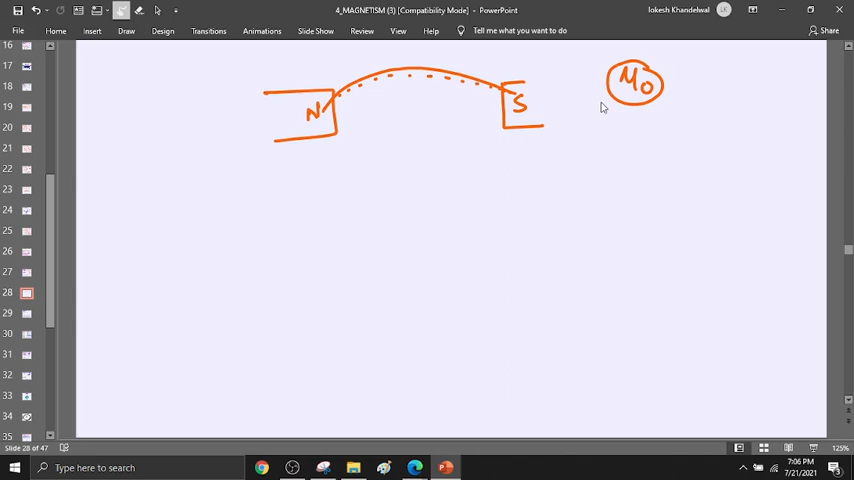 lokesh Khandelwal
LK
4_MAGNETISM (3) [Compatibility Mode] - PowerPoint
File Home Insert Draw Design Transitions Animations Slide Show Review View Help Tell me what you want to do Share
16
17
18
19
20
21
22
23
24
25
26
27
28
29
30
31
32
33
34
35
N
S
M0
Slide 28 of 47
125%
Type here to search
7:06 PM
7/21/2021
3